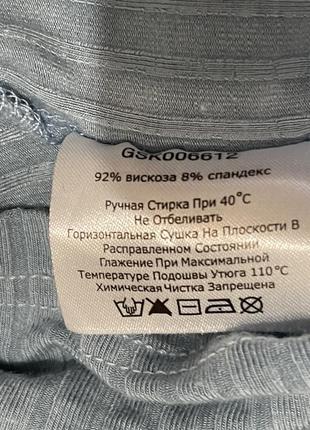 GSK006612
92% вискоза 8% спандекс
Ручная Стирка При 40°C
Не Отбеливать
Горизонтальная Сушка На Плоскости В
Расправленном Состоянии
Глажение При Максимальной
Температуре Подошвы Утюга 110°C
Химическая Чистка Запрещена